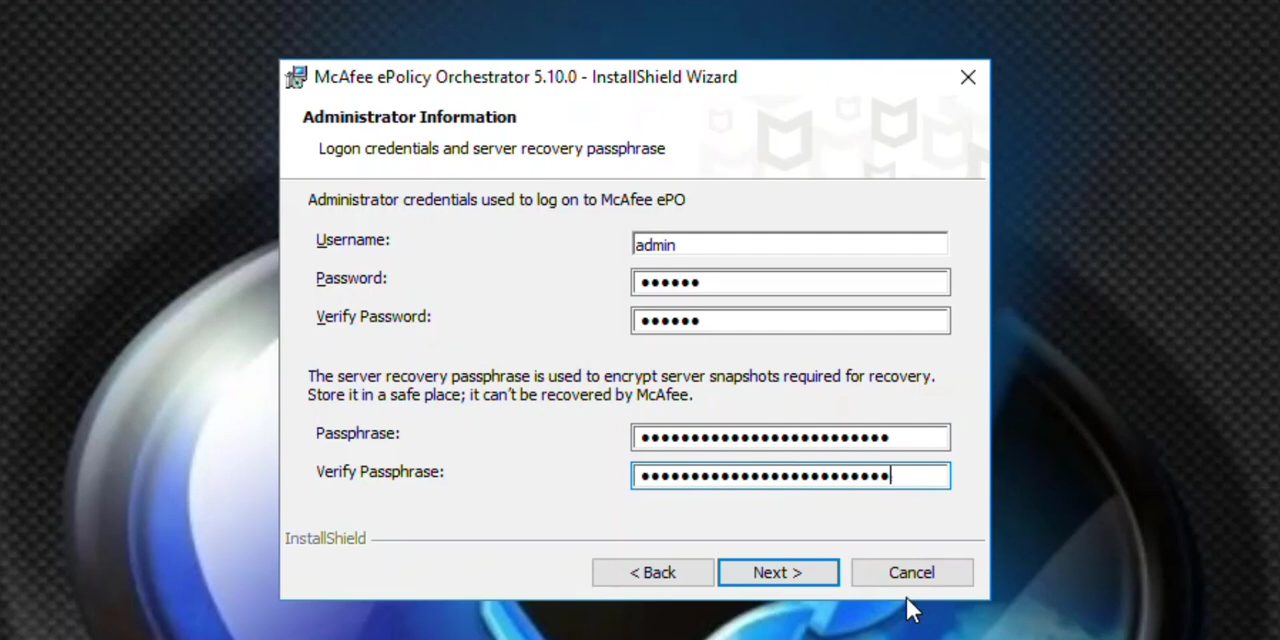 McAfee ePolicy Orchestrator 5.10.0 - InstallShield Wizard
Administrator Information
Logon credentials and server recovery passphrase
Administrator credentials used to log on to McAfee ePO
Username:
admin
Password:
••••••
Verify Password:
••••••
The server recovery passphrase is used to encrypt server snapshots required for recovery.
Store it in a safe place; it can't be recovered by McAfee.
Passphrase:
•••••••••••••••••••••••••
Verify Passphrase:
•••••••••••••••••••••••••
InstallShield
< Back
Next >
Cancel